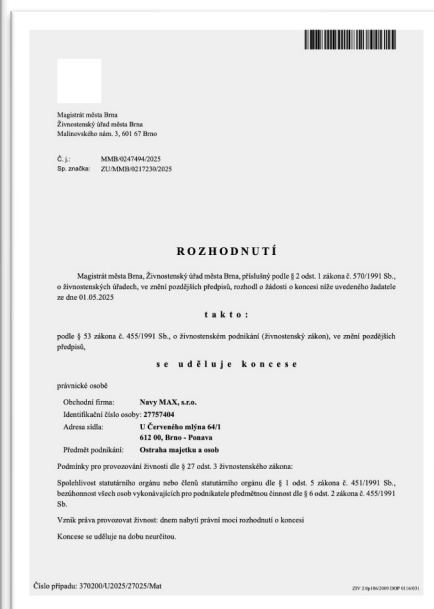 Magistrát města Brna
Živnostenský úřad města Brna
Malinovského nám. 3, 601 67 Brno
Č. j.: MMB/0247494/2025
Sp. značka: ZU/MMB/0217230/2025
ROZHODNUTÍ
Magistrát města Brna, Živnostenský úřad města Brna, příslušný podle § 2 odst. 1 zákona č. 570/1991 Sb.,
o živnostenských úřadech, ve znění pozdějších předpisů, rozhodl o žádosti o koncesi níže uvedeného žadatele
ze dne 01.05.2025
takto:
podle § 53 zákona č. 455/1991 Sb., o živnostenském podnikání (živnostenský zákon), ve znění pozdějších
předpisů,
se uděluje koncese
právnické osobě
Obchodní firma: Navy MAX, s.r.o.
Identifikační číslo osoby: 27757404
Adresa sídla: U Červeného mlýna 64/1
612 00, Brno - Ponava
Předmět podnikání: Ostraha majetku a osob
Podmínky pro provozování živnosti dle § 27 odst. 3 živnostenského zákona:
Spolehlivost statutárního orgánu nebo členů statutárního orgánu dle § 1 odst. 5 zákona č. 451/1991 Sb.,
bezúhonnost všech osob vykonávajících pro podnikatele předmětnou činnost dle § 6 odst. 2 zákona č. 455/1991
Sb.
Vznik práva provozovat živnost: dnem nabytí právní moci rozhodnutí o koncesi
Koncese se uděluje na dobu neurčitou.
Číslo případu: 370200/U2025/27025/Mat